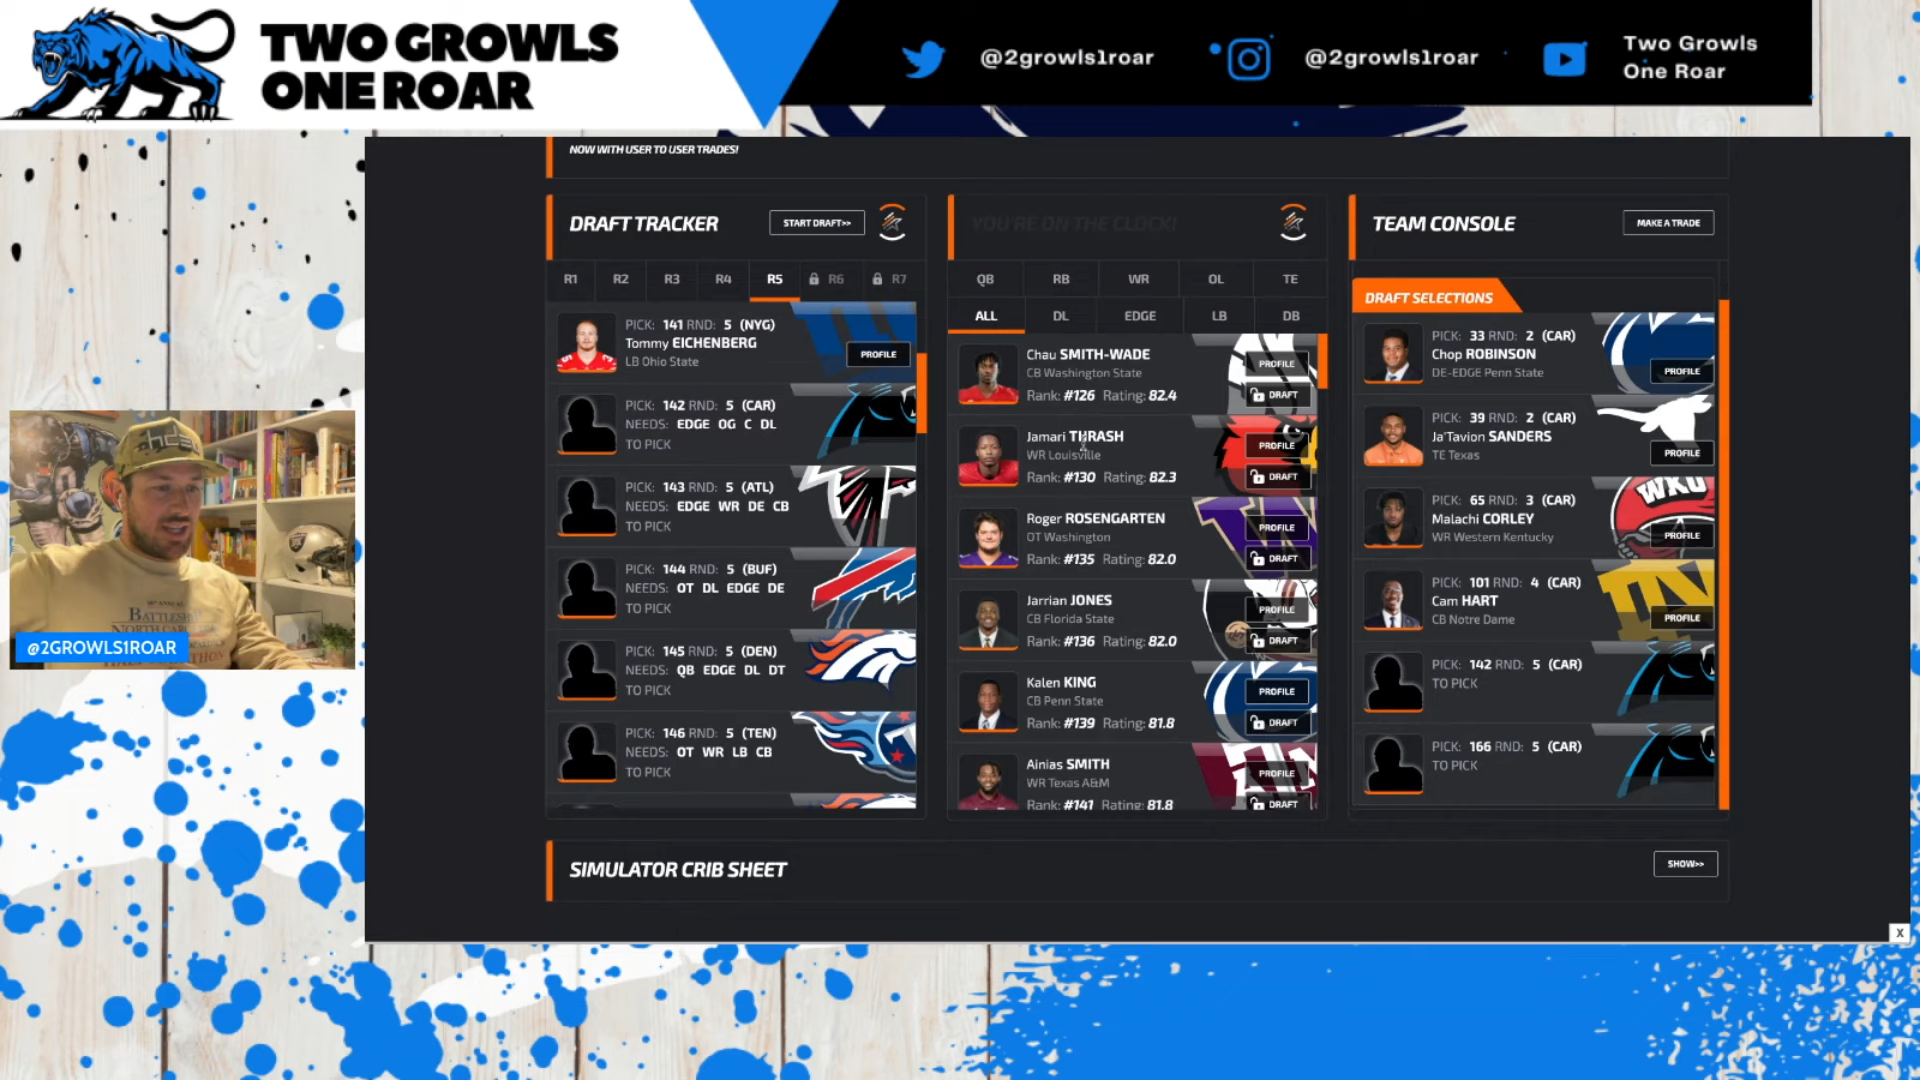 TWO GROWLS
ONE ROAR
@2growls1roar
@2growls1roar
Two Growls
One Roar
NOW WITH USER TO USER TRADES!
DRAFT TRACKER
START DRAFT>>
R1 R2 R3 R4 R5 R6 R7
PICK: 141 RND: 5 (NYG)
Tommy EICHENBERG
LB Ohio State
PROFILE
PICK: 142 RND: 5 (CAR)
NEEDS: EDGE OG C DL
TO PICK
PICK: 143 RND: 5 (ATL)
NEEDS: EDGE WR DE CB
TO PICK
PICK: 144 RND: 5 (BUF)
NEEDS: OT DL EDGE DE
TO PICK
PICK: 145 RND: 5 (DEN)
NEEDS: QB EDGE DL DT
TO PICK
PICK: 146 RND: 5 (TEN)
NEEDS: OT WR LB CB
TO PICK
YOU'RE ON THE CLOCK!
QB RB WR OL TE
ALL DL EDGE LB DB
Chau SMITH-WADE
CB Washington State
Rank: #126 Rating: 82.4
PROFILE
DRAFT
Jamari THRASH
WR Louisville
Rank: #130 Rating: 82.3
PROFILE
DRAFT
Roger ROSENGARTEN
OT Washington
Rank: #135 Rating: 82.0
PROFILE
DRAFT
Jarrian JONES
CB Florida State
Rank: #136 Rating: 82.0
PROFILE
DRAFT
Kalen KING
CB Penn State
Rank: #139 Rating: 81.8
PROFILE
DRAFT
Ainias SMITH
WR Texas A&M
Rank: #141 Rating: 81.8
PROFILE
DRAFT
TEAM CONSOLE
MAKE A TRADE
DRAFT SELECTIONS
PICK: 33 RND: 2 (CAR)
Chop ROBINSON
DE-EDGE Penn State
PROFILE
PICK: 39 RND: 2 (CAR)
Ja'Tavion SANDERS
TE Texas
PROFILE
PICK: 65 RND: 3 (CAR)
Malachi CORLEY
WR Western Kentucky
PROFILE
WKU
PICK: 101 RND: 4 (CAR)
Cam HART
CB Notre Dame
PROFILE
PICK: 142 RND: 5 (CAR)
TO PICK
PICK: 166 RND: 5 (CAR)
TO PICK
SIMULATOR CRIB SHEET
SHOW>>
X
BATTLESHIP
NORTH CAROLINA
@2GROWLS1ROAR